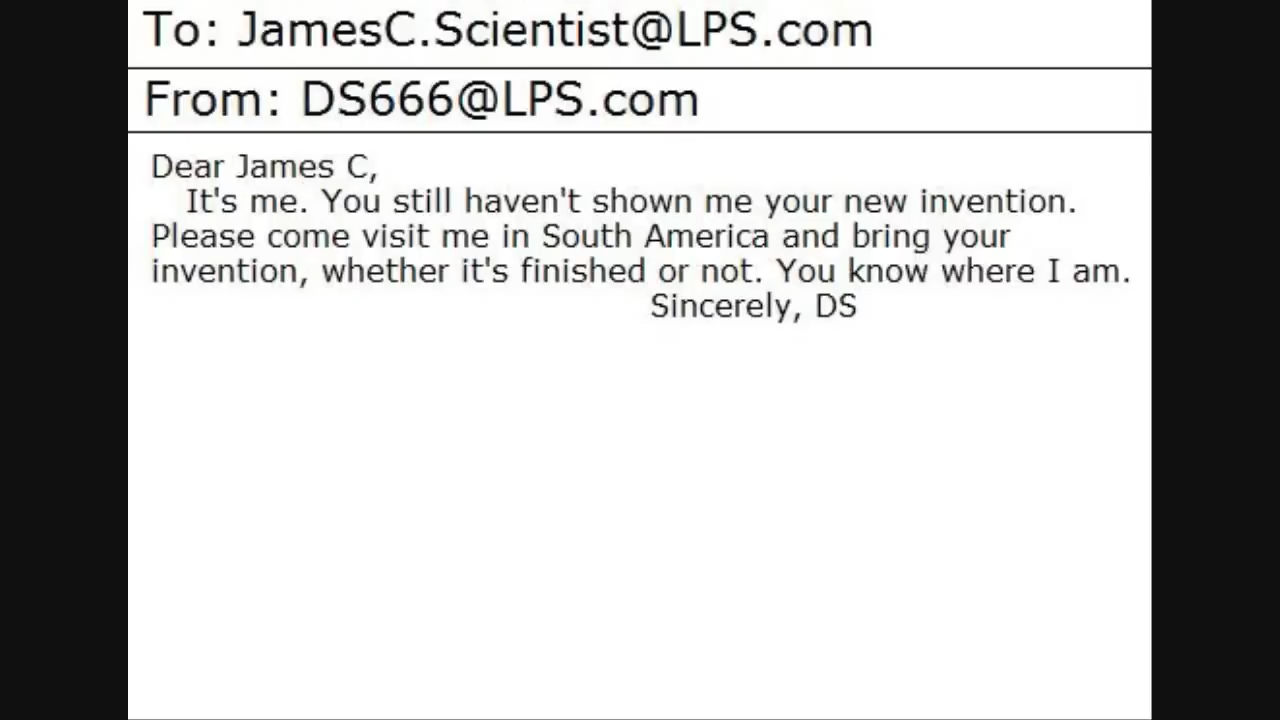 To: JamesC.Scientist@LPS.com
From: DS666@LPS.com
Dear James C,
It's me. You still haven't shown me your new invention.
Please come visit me in South America and bring your
invention, whether it's finished or not. You know where I am.
Sincerely, DS